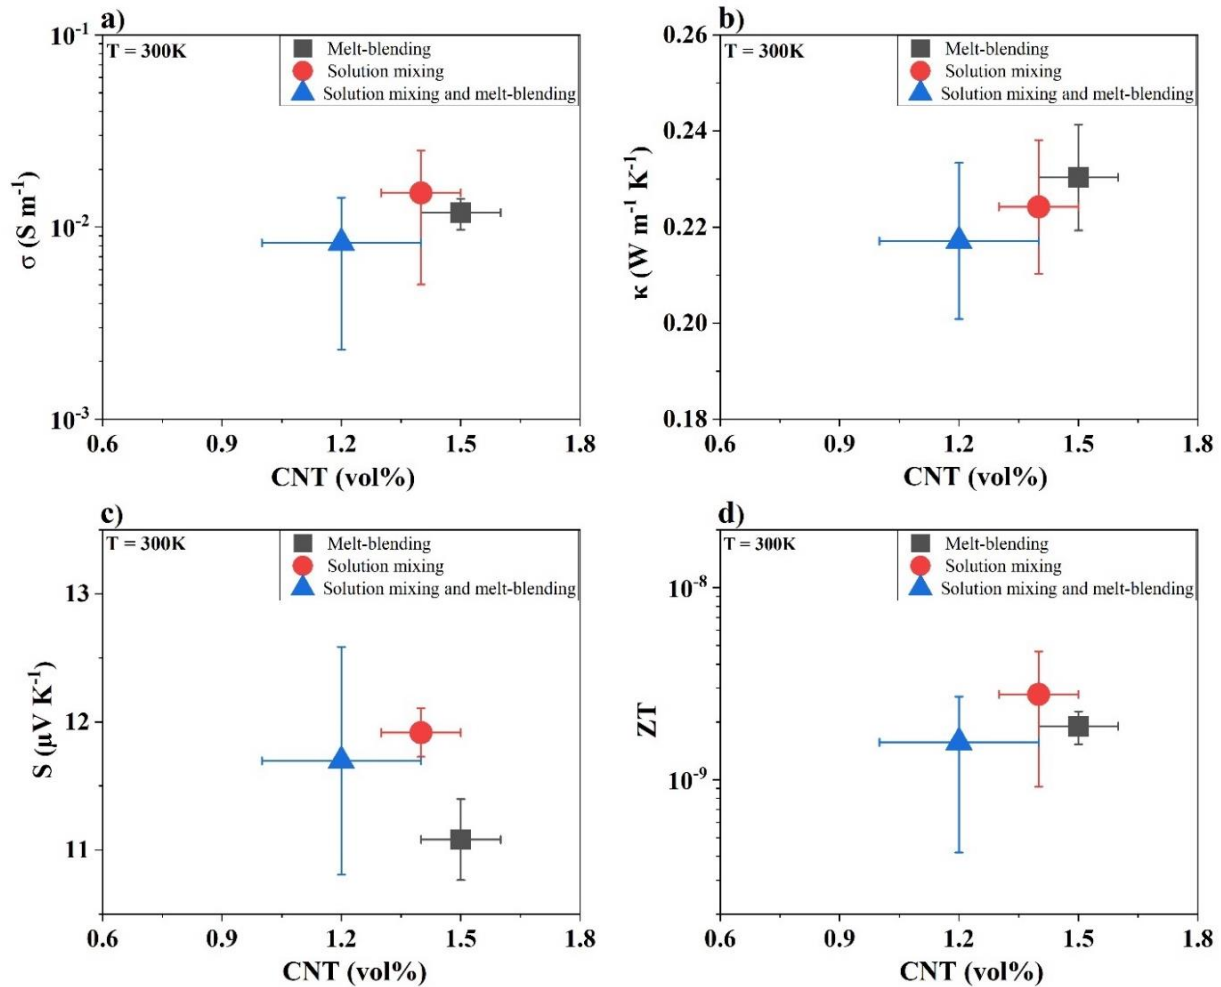 a)
T = 300K
Melt-blending
Solution mixing
Solution mixing and melt-blending
10⁻¹
10⁻²
10⁻³
σ (S m⁻¹)
0.6 0.9 1.2 1.5 1.8
CNT (vol%)
b)
T = 300K
Melt-blending
Solution mixing
Solution mixing and melt-blending
0.26
0.24
0.22
0.20
0.18
κ (W m⁻¹ K⁻¹)
0.6 0.9 1.2 1.5 1.8
CNT (vol%)
c)
T = 300K
Melt-blending
Solution mixing
Solution mixing and melt-blending
13
12
11
S (μV K⁻¹)
0.6 0.9 1.2 1.5 1.8
CNT (vol%)
d)
T = 300K
Melt-blending
Solution mixing
Solution mixing and melt-blending
10⁻⁸
10⁻⁹
ZT
0.6 0.9 1.2 1.5 1.8
CNT (vol%)